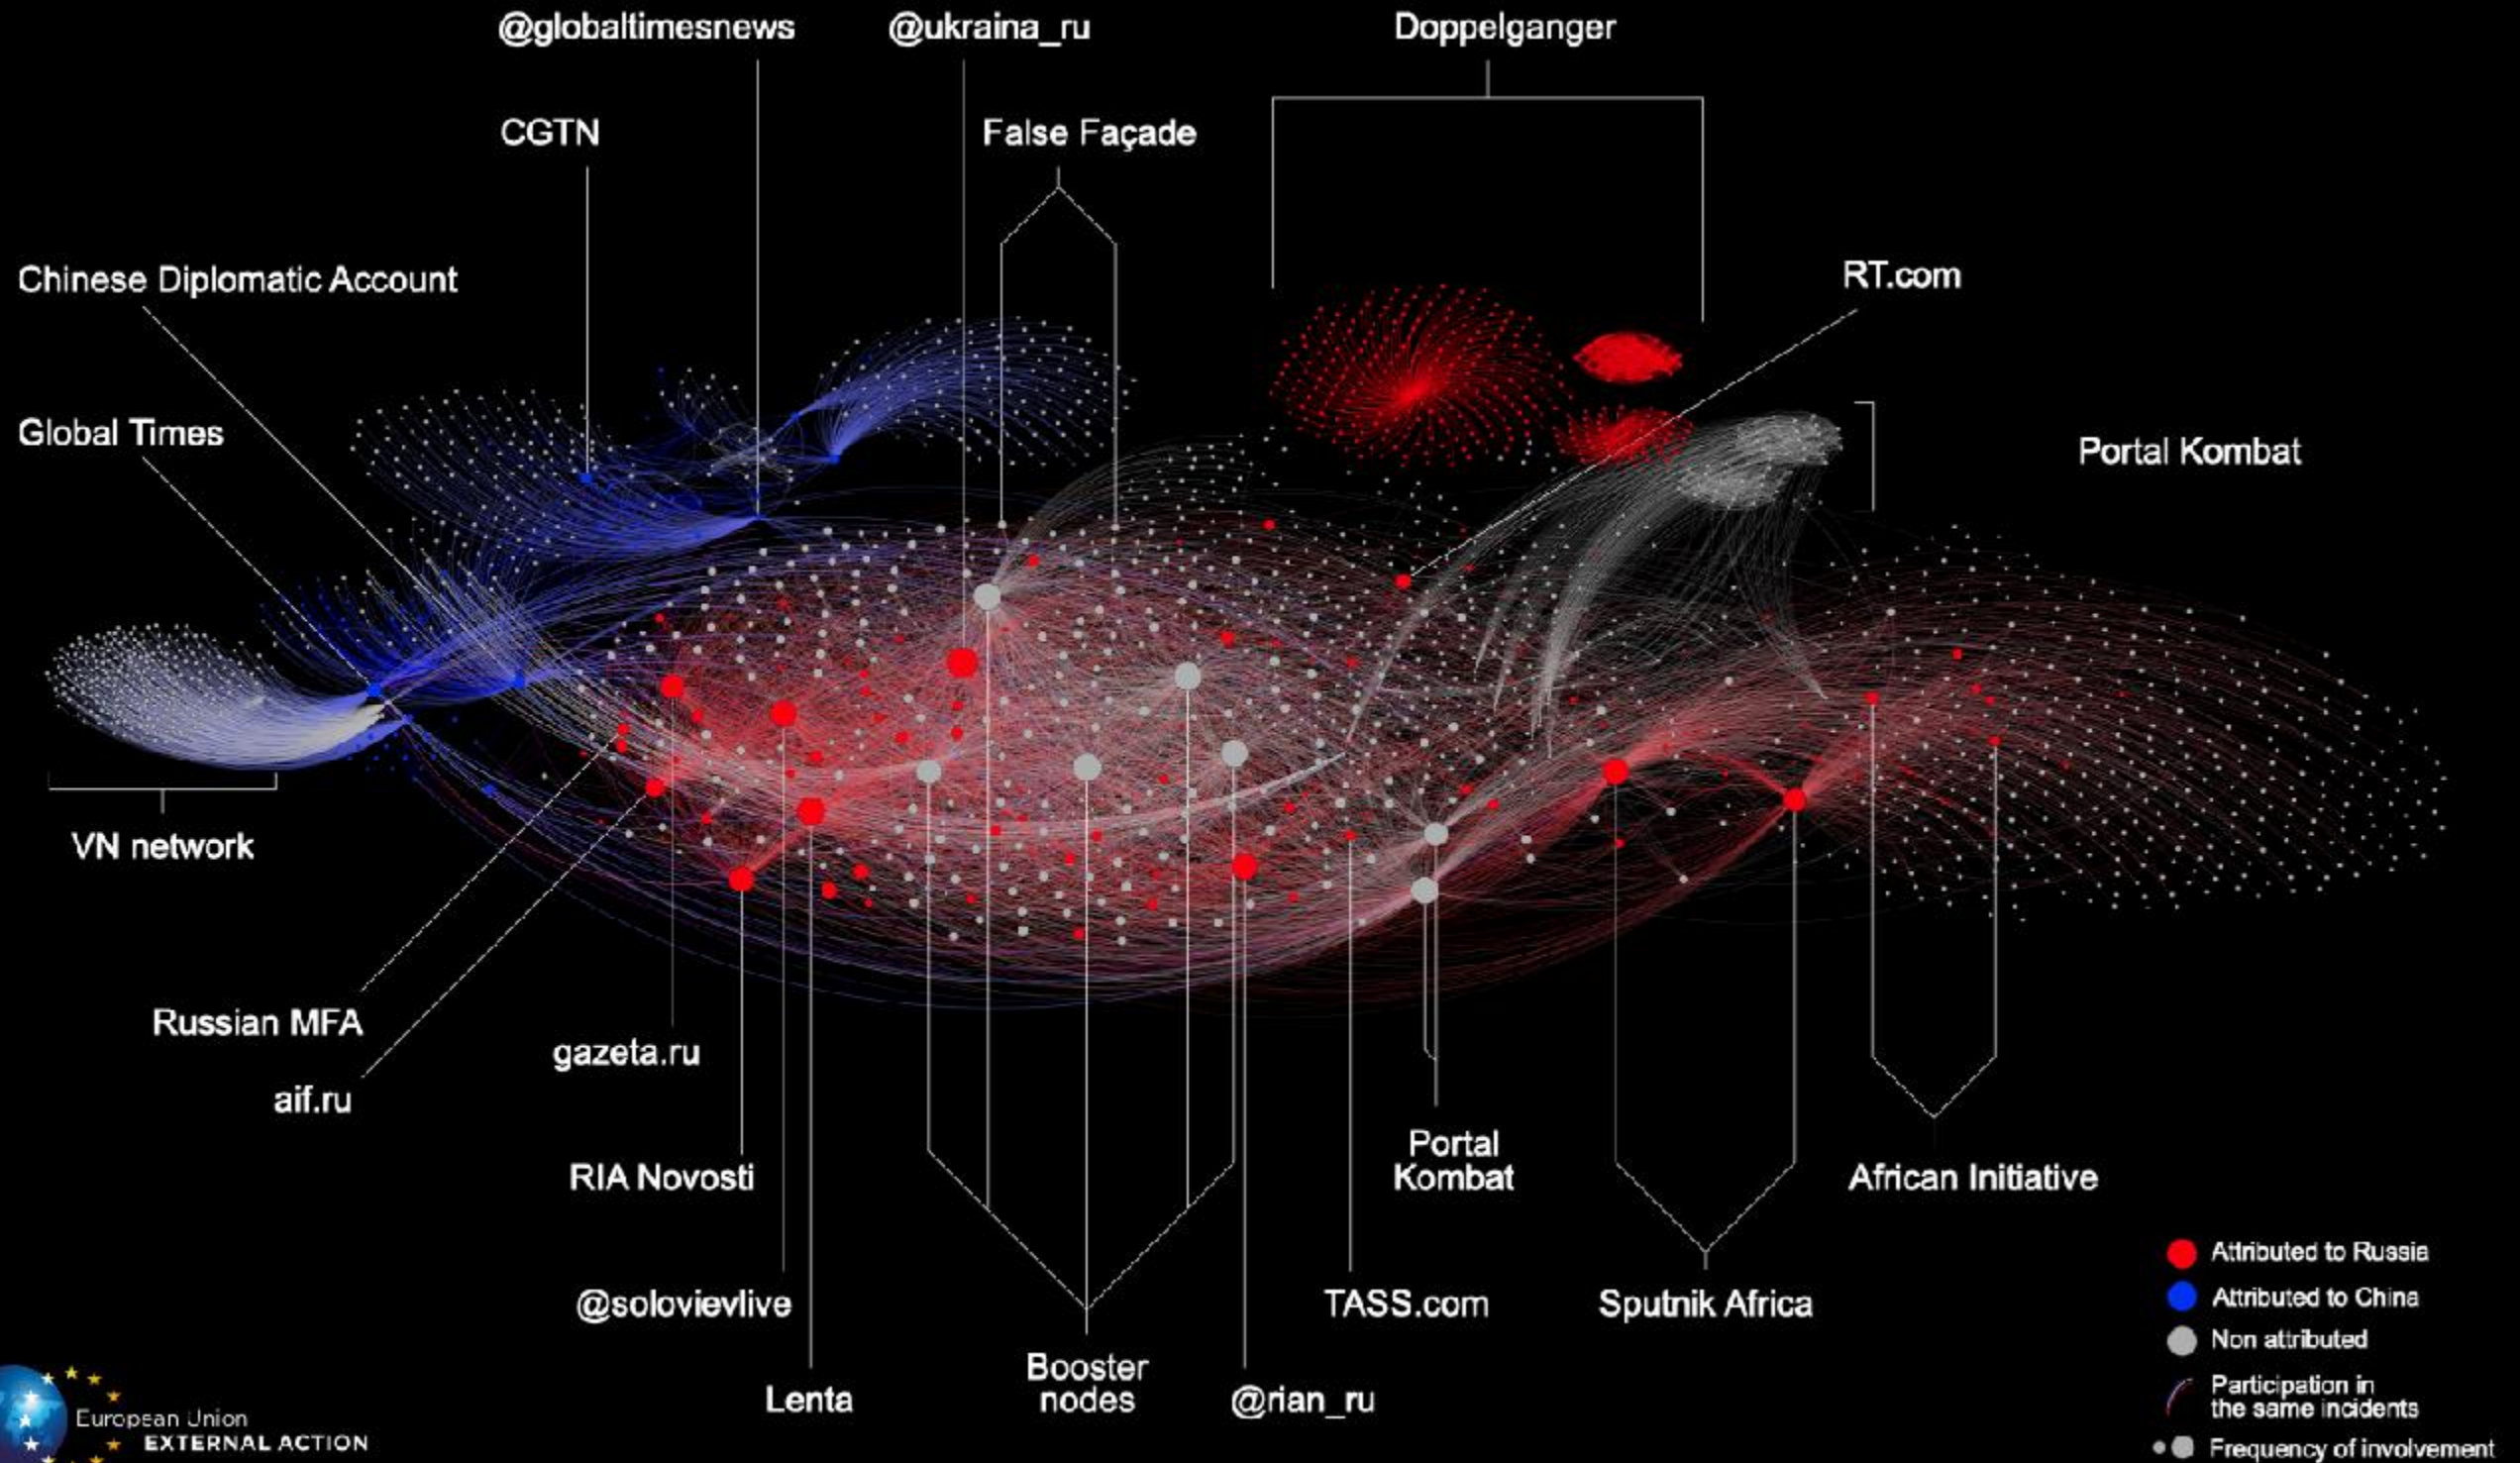 @globaltimesnews
@ukraina_ru
Doppelganger
CGTN
False Façade
Chinese Diplomatic Account
RT.com
Global Times
Portal Kombat
VN network
Russian MFA
gazeta.ru
aif.ru
Portal
Kombat
RIA Novosti
African Initiative
@solovievlive
TASS.com
Sputnik Africa
Booster
nodes
Lenta
@rian_ru
Attributed to Russia
Attributed to China
Non attributed
Participation in
the same incidents
Frequency of involvement
European Union
EXTERNAL ACTION